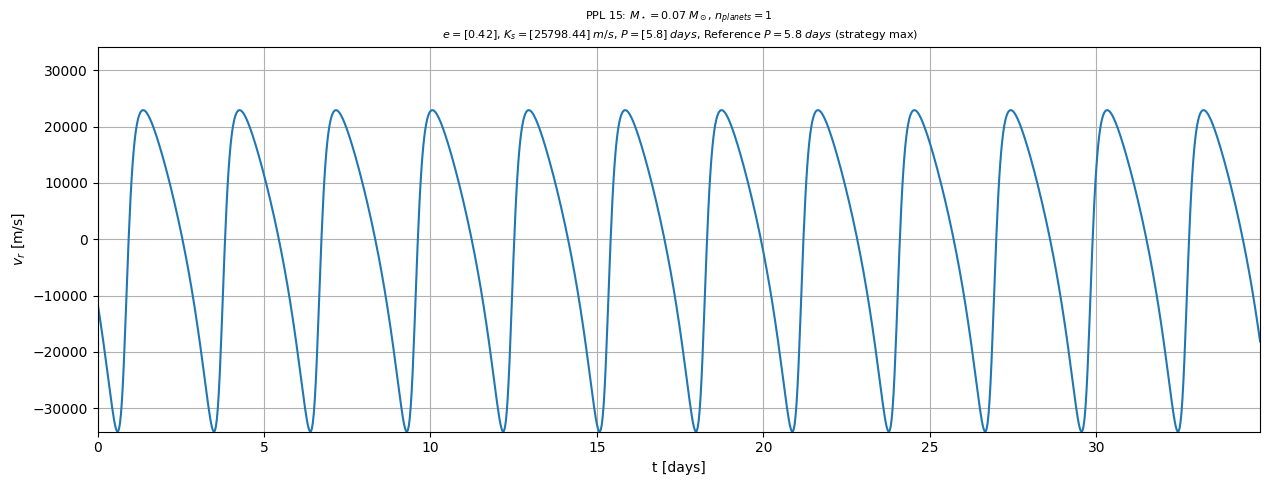 PPL 15: $M_\star = 0.07\ M_\odot$, $n_{planets} = 1$
$e = [0.42]$, $K_s = [25798.44]\ m/s$, $P = [5.8]\ days$, Reference $P = 5.8\ days$ (strategy max)
30000
20000
10000
0
−10000
−20000
−30000
$v_r$ [m/s]
0 5 10 15 20 25 30
t [days]